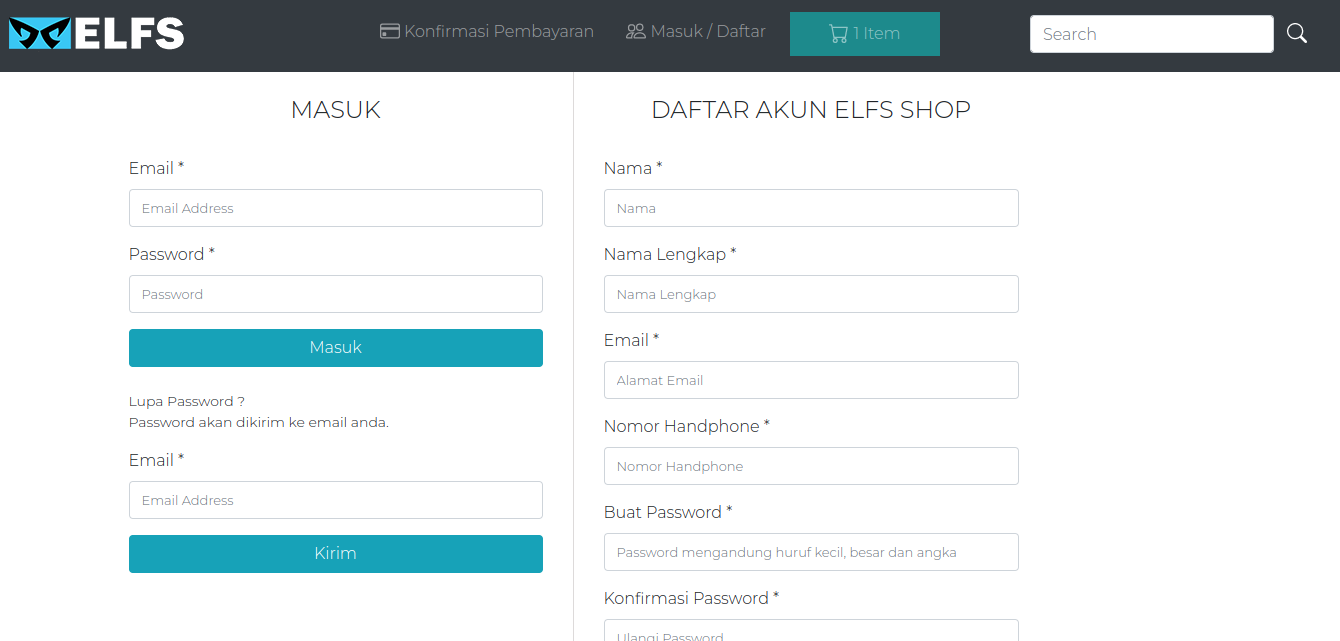 ELFS
Konfirmasi Pembayaran
Masuk / Daftar
1 Item
Search
MASUK
Email *
Email Address
Password *
Password
Masuk
Lupa Password ?
Password akan dikirim ke email anda.
Email *
Email Address
Kirim
DAFTAR AKUN ELFS SHOP
Nama *
Nama
Nama Lengkap *
Nama Lengkap
Email *
Alamat Email
Nomor Handphone *
Nomor Handphone
Buat Password *
Password mengandung huruf kecil, besar dan angka
Konfirmasi Password *
Ulangi Password